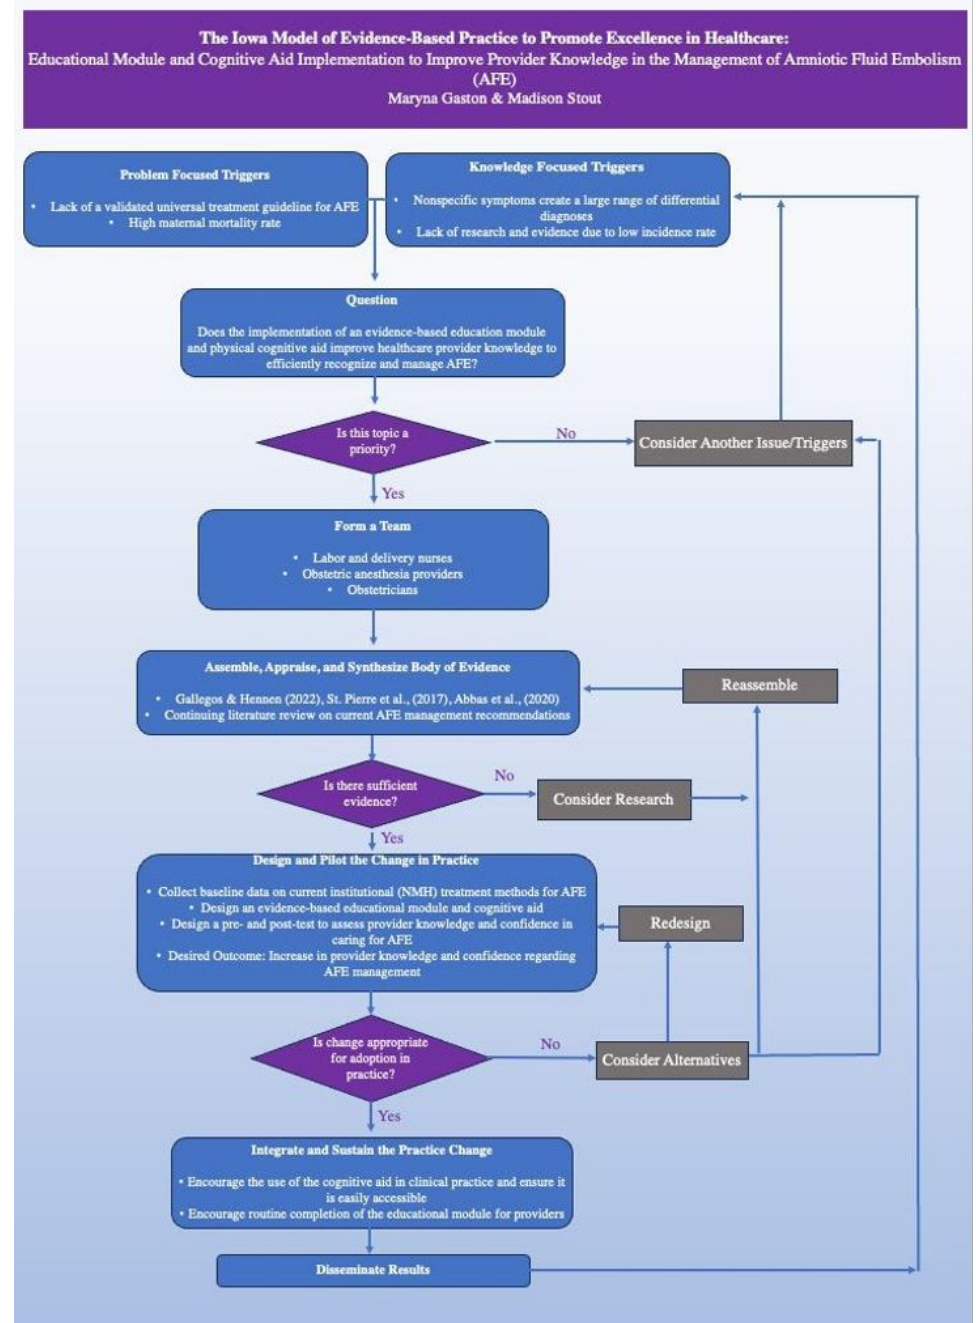 The Iowa Model of Evidence-Based Practice to Promote Excellence in Healthcare:
Educational Module and Cognitive Aid Implementation to Improve Provider Knowledge in the Management of Amniotic Fluid Embolism
(AFE)
Maryna Gaston & Madison Stout
Problem Focused Triggers
• Lack of a validated universal treatment guideline for AFE
• High maternal mortality rate
Knowledge Focused Triggers
• Nonspecific symptoms create a large range of differential
diagnoses
• Lack of research and evidence due to low incidence rate
Question
Does the implementation of an evidence-based education module
and physical cognitive aid improve healthcare provider knowledge to
efficiently recognize and manage AFE?
Is this topic a
priority?
No
Consider Another Issue/Triggers
Yes
Form a Team
• Labor and delivery nurses
• Obstetric anesthesia providers
• Obstetricians
Assemble, Appraise, and Synthesize Body of Evidence
• Gallegos & Hennen (2022), St. Pierre et al., (2017), Abbas et al., (2020)
• Continuing literature review on current AFE management recommendations
Reassemble
Is there sufficient
evidence?
No
Consider Research
Yes
Design and Pilot the Change in Practice
• Collect baseline data on current institutional (NMH) treatment methods for AFE
• Design an evidence-based educational module and cognitive aid
• Design a pre- and post-test to assess provider knowledge and confidence in
caring for AFE
• Desired Outcome: Increase in provider knowledge and confidence regarding
AFE management
Redesign
Is change appropriate
for adoption in
practice?
No
Consider Alternatives
Yes
Integrate and Sustain the Practice Change
• Encourage the use of the cognitive aid in clinical practice and ensure it
is easily accessible
• Encourage routine completion of the educational module for providers
Disseminate Results